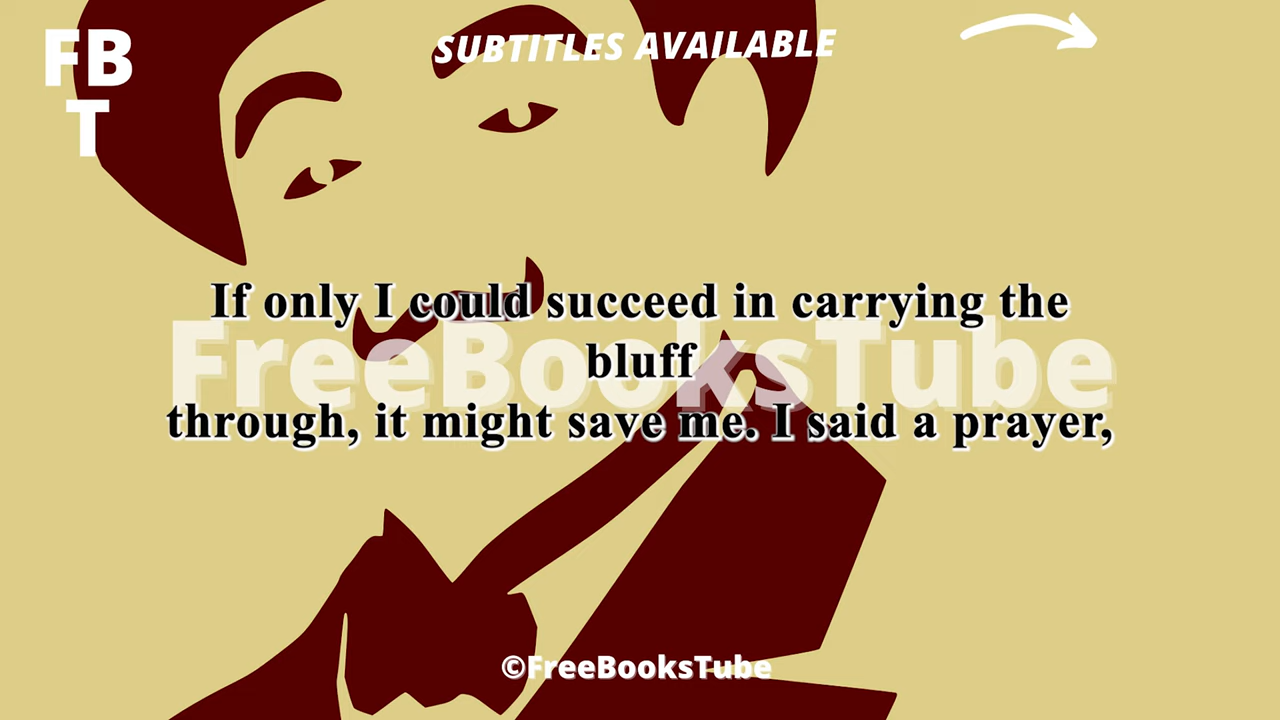 FB
T
SUBTITLES AVAILABLE
If only I could succeed in carrying the
bluff
FreeBooksTube
through, it might save me. I said a prayer,
©FreeBooksTube